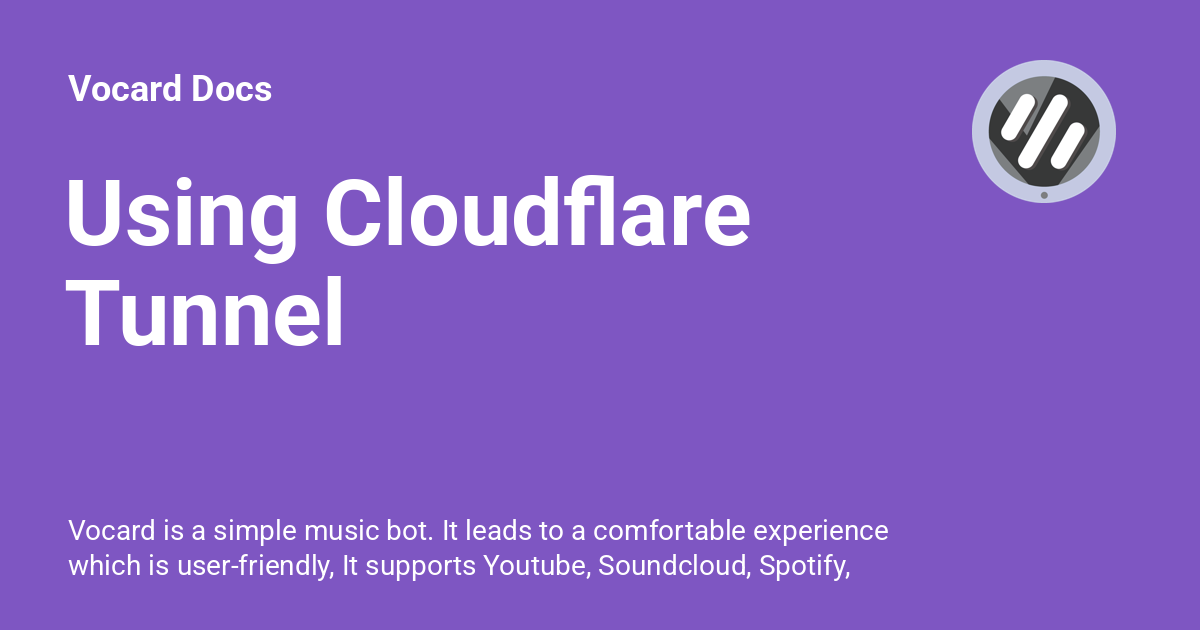 Vocard Docs
Using Cloudflare
Tunnel
Vocard is a simple music bot. It leads to a comfortable experience
which is user-friendly, It supports Youtube, Soundcloud, Spotify,